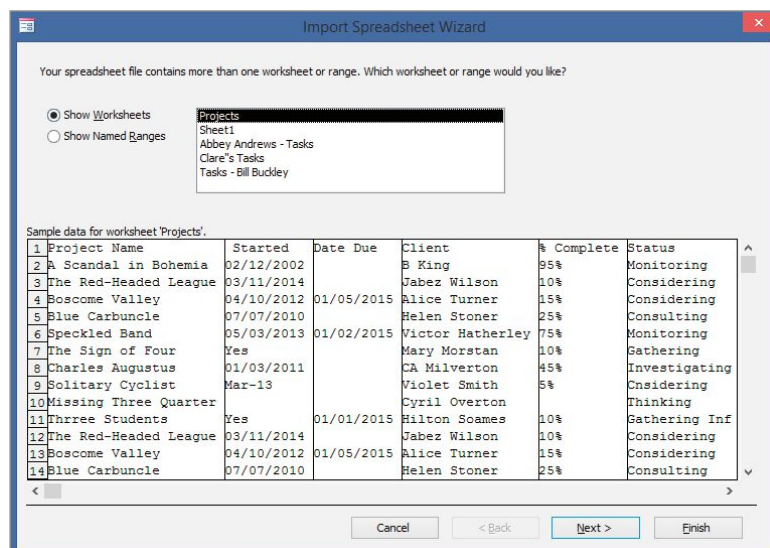 Import Spreadsheet Wizard
Your spreadsheet file contains more than one worksheet or range. Which worksheet or range would you like?
Show Worksheets
Show Named Ranges
Projects
Sheet1
Abbey Andrews - Tasks
Clare"s Tasks
Tasks - Bill Buckley
Sample data for worksheet 'Projects'.
1 Project Name Started Date Due Client % Complete Status
2 A Scandal in Bohemia 02/12/2002 B King 95% Monitoring
3 The Red-Headed League 03/11/2014 Jabez Wilson 10% Considering
4 Boscome Valley 04/10/2012 01/05/2015 Alice Turner 15% Considering
5 Blue Carbuncle 07/07/2010 Helen Stoner 25% Consulting
6 Speckled Band 05/03/2013 01/02/2015 Victor Hatherley 75% Monitoring
7 The Sign of Four Yes Mary Morstan 10% Gathering
8 Charles Augustus 01/03/2011 CA Milverton 45% Investigating
9 Solitary Cyclist Mar-13 Violet Smith 5% Cnsidering
10 Missing Three Quarter Cyril Overton Thinking
11 Thrree Students Yes 01/01/2015 Hilton Soames 10% Gathering Inf
12 The Red-Headed League 03/11/2014 Jabez Wilson 10% Considering
13 Boscome Valley 04/10/2012 01/05/2015 Alice Turner 15% Considering
14 Blue Carbuncle 07/07/2010 Helen Stoner 25% Consulting
Cancel < Back Next > Finish